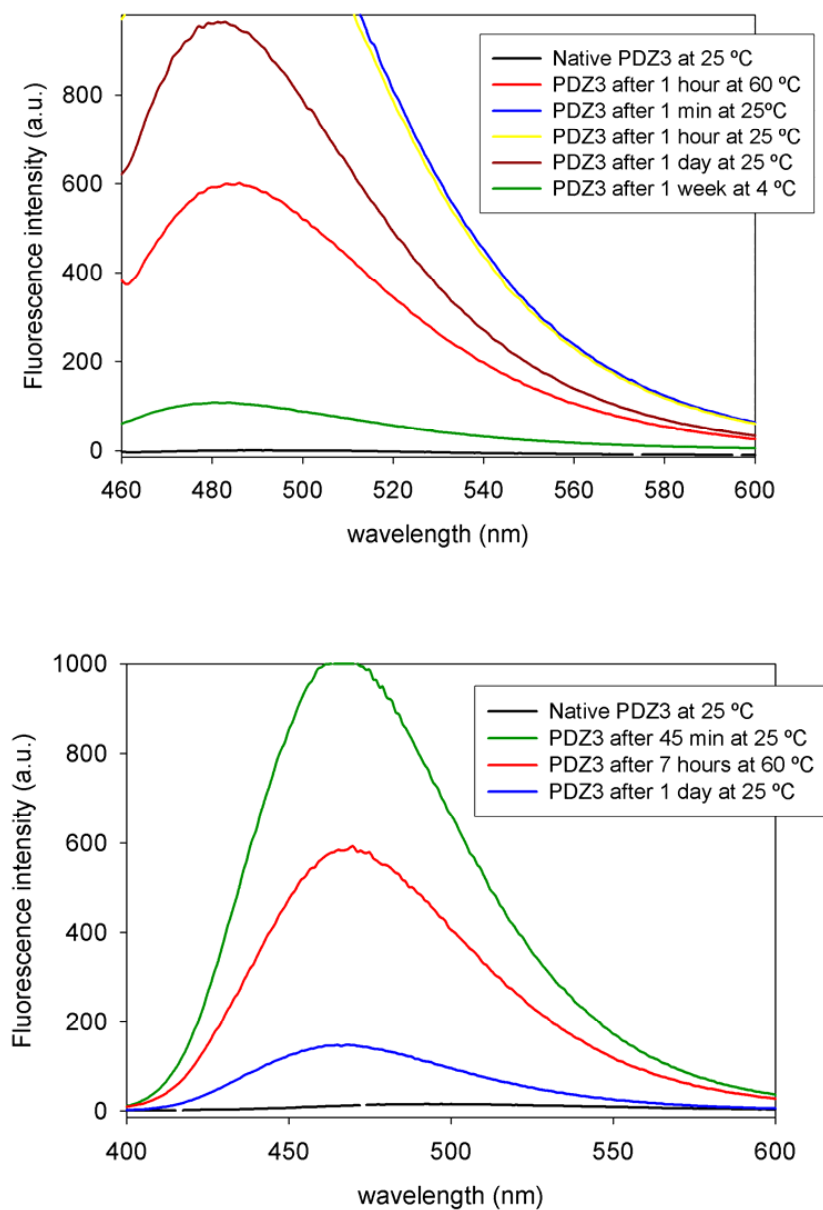 Native PDZ3 at 25 ºC
PDZ3 after 1 hour at 60 ºC
PDZ3 after 1 min at 25ºC
PDZ3 after 1 hour at 25 ºC
PDZ3 after 1 day at 25 ºC
PDZ3 after 1 week at 4 ºC
Fluorescence intensity (a.u.)
800
600
400
200
0
460 480 500 520 540 560 580 600
wavelength (nm)
Native PDZ3 at 25 ºC
PDZ3 after 45 min at 25 ºC
PDZ3 after 7 hours at 60 ºC
PDZ3 after 1 day at 25 ºC
Fluorescence intensity (a.u.)
1000
800
600
400
200
0
400 450 500 550 600
wavelength (nm)